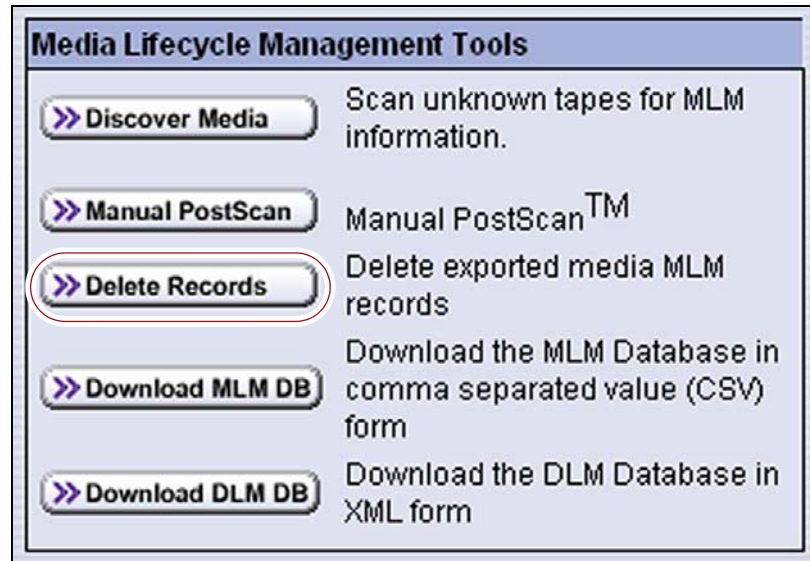 Media Lifecycle Management Tools
>> Discover Media
Scan unknown tapes for MLM
information.
>> Manual PostScan
Manual PostScan™
>> Delete Records
Delete exported media MLM
records
>> Download MLM DB
Download the MLM Database in
comma separated value (CSV)
form
>> Download DLM DB
Download the DLM Database in
XML form